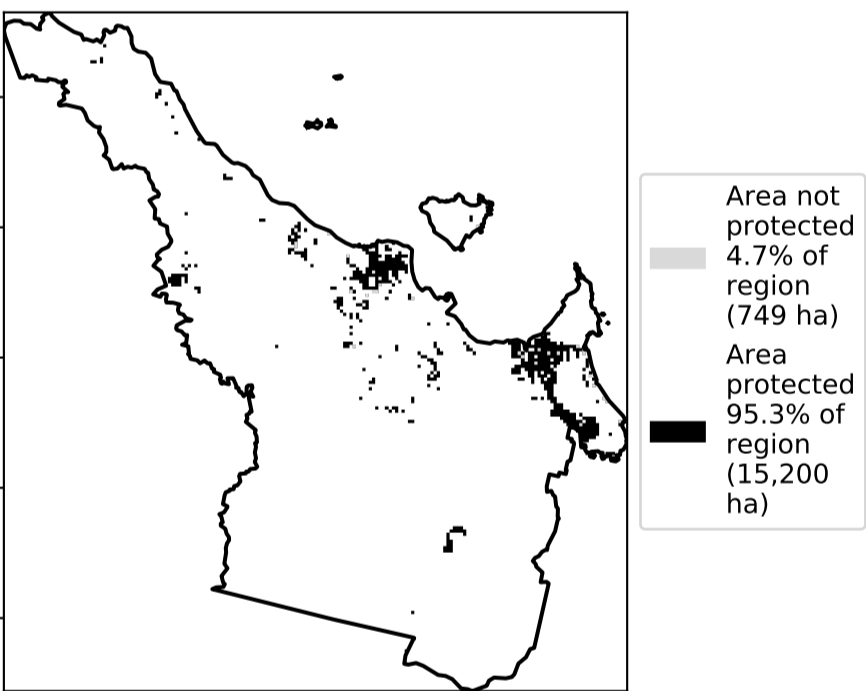 Area not
protected
4.7% of
region
(749 ha)
Area
protected
95.3% of
region
(15,200
ha)